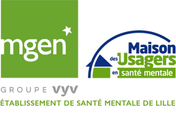 mgen*
GROUPE vyv
Maison
des Usagers
en santé mentale
ÉTABLISSEMENT DE SANTÉ MENTALE DE LILLE